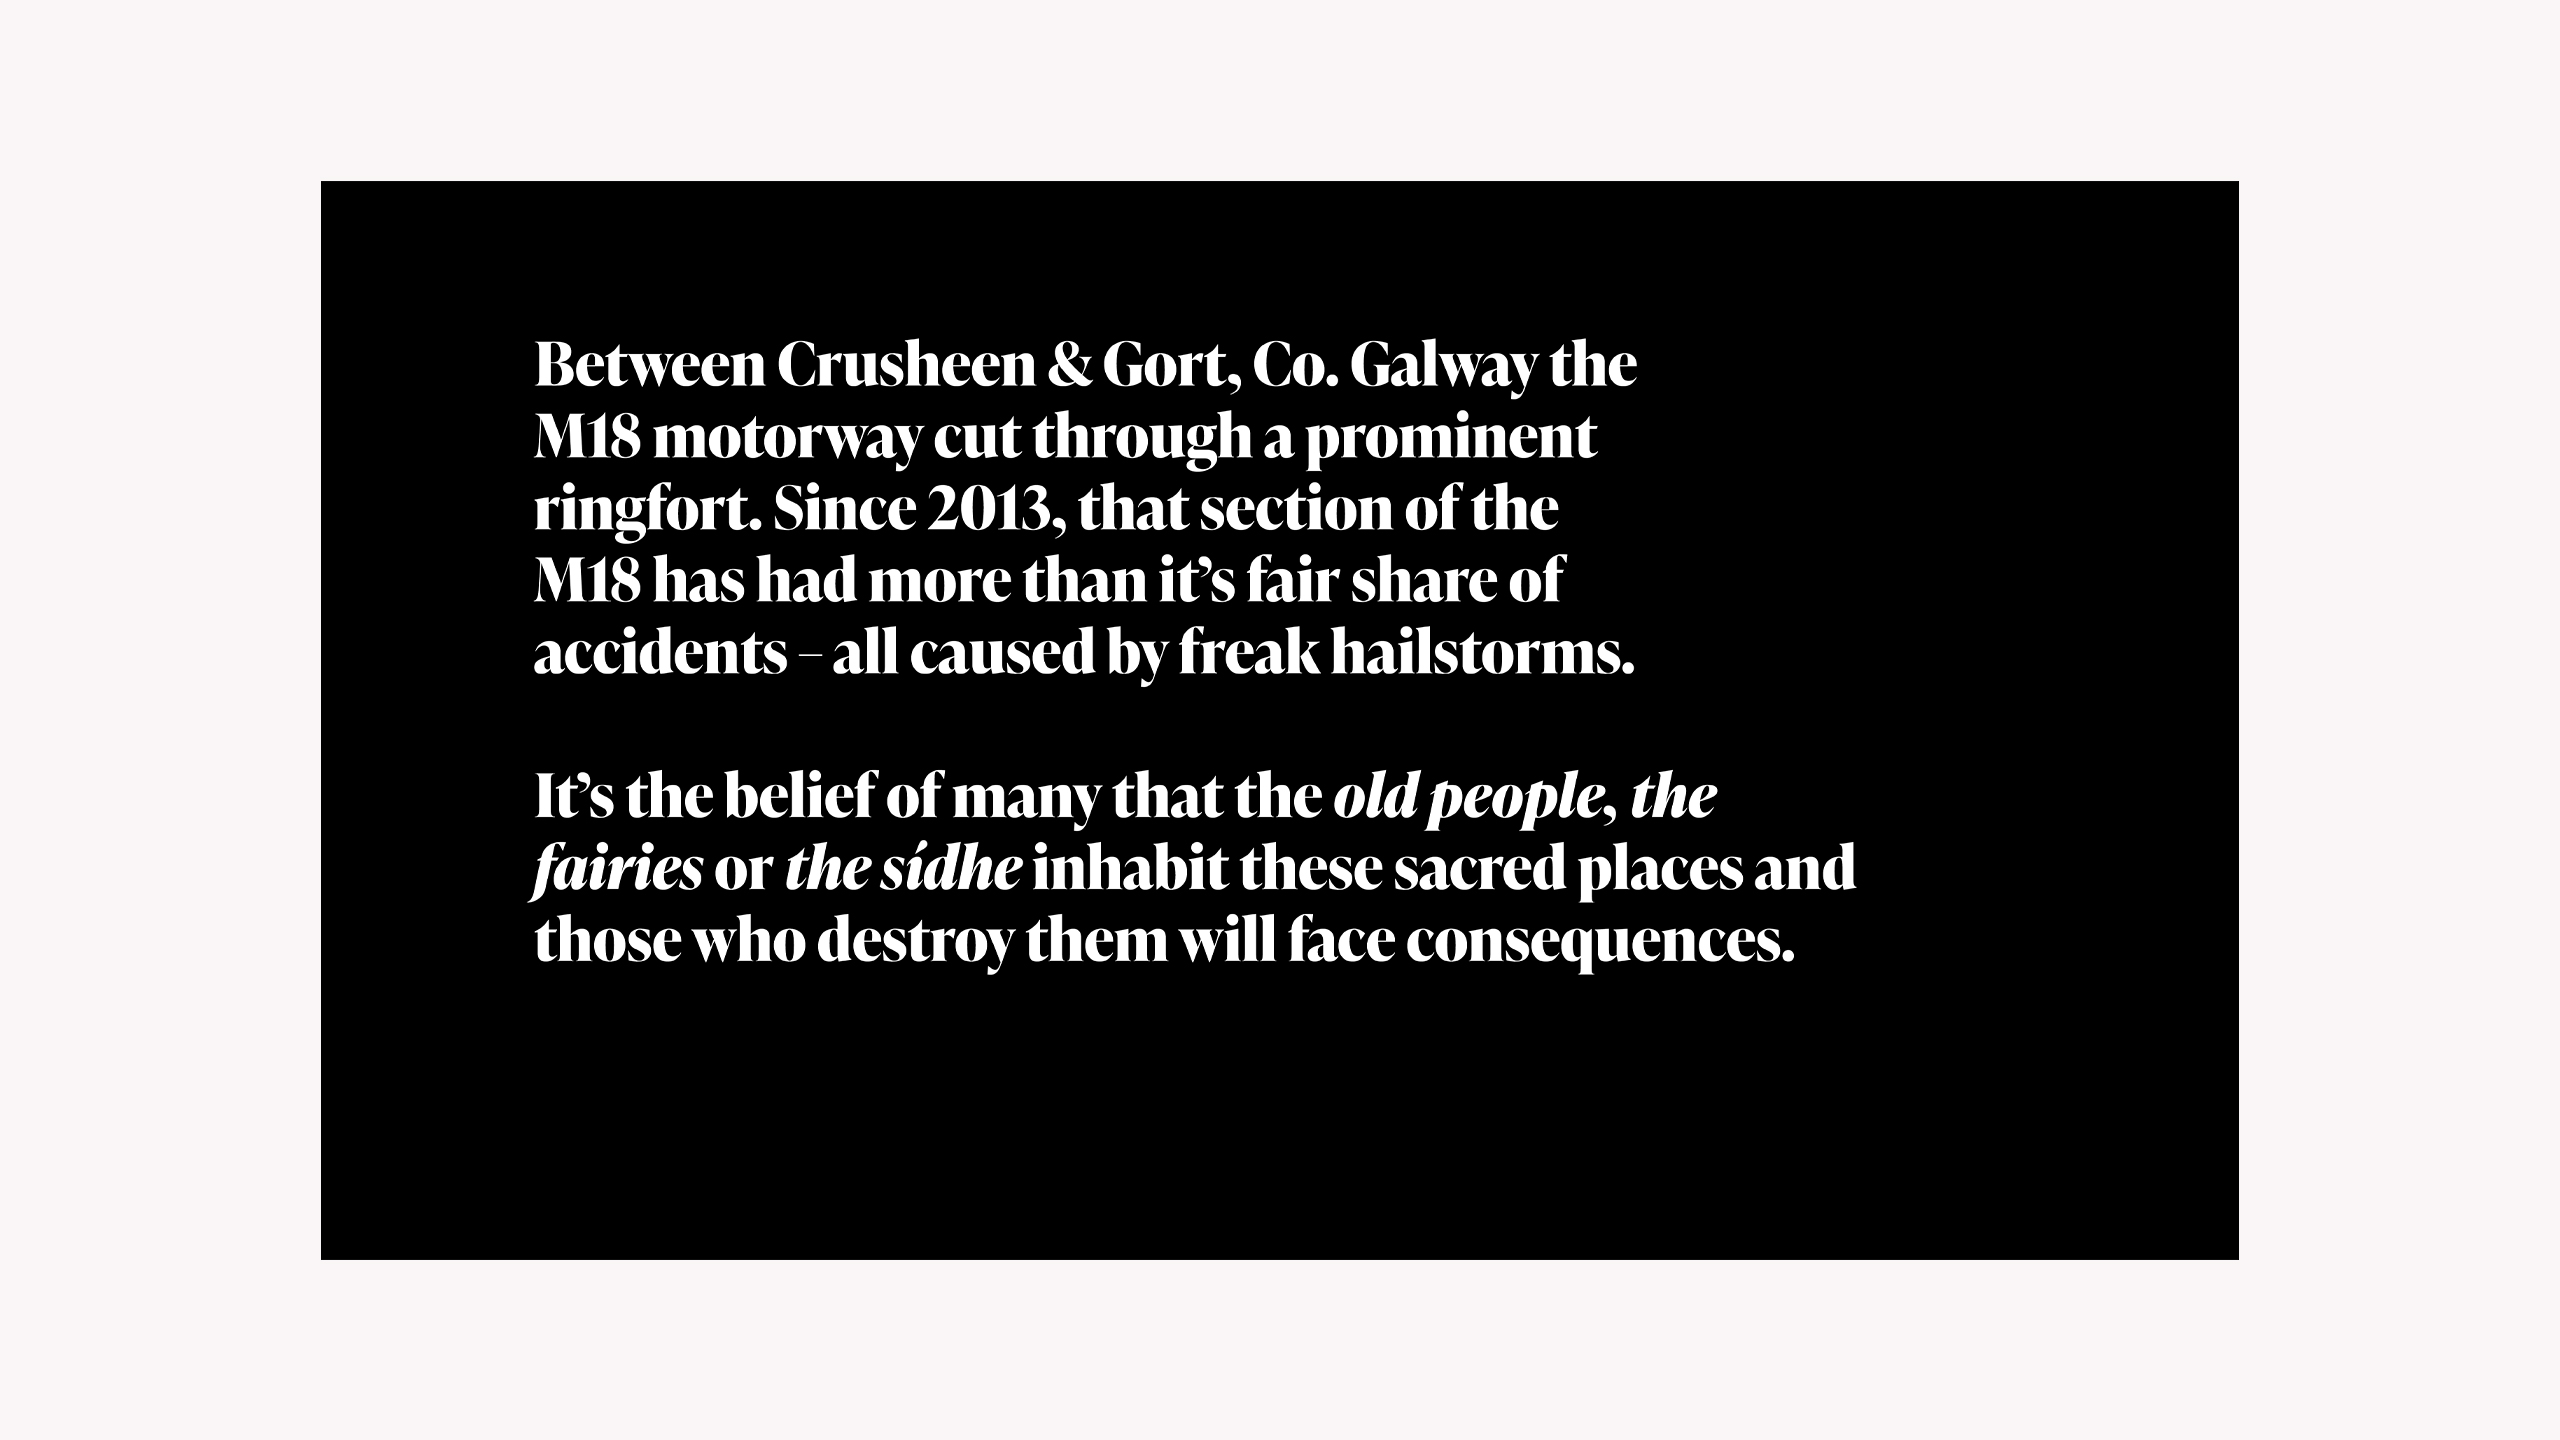 Between Crusheen & Gort, Co. Galway the
M18 motorway cut through a prominent
ringfort. Since 2013, that section of the
M18 has had more than it’s fair share of
accidents – all caused by freak hailstorms.
It’s the belief of many that the old people, the
fairies or the sídhe inhabit these sacred places and
those who destroy them will face consequences.